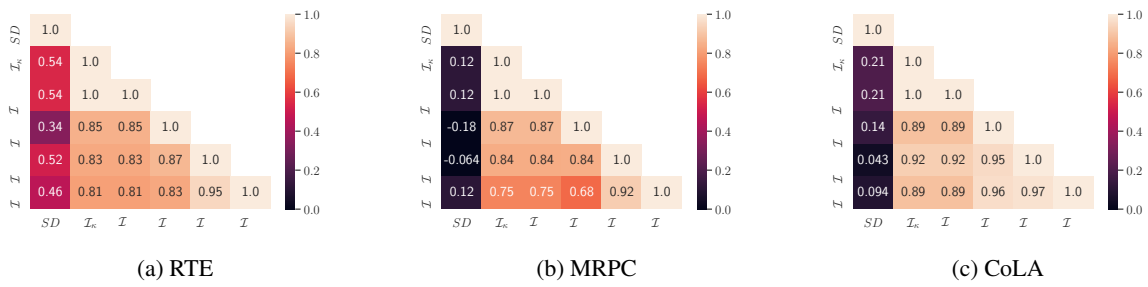 SD 1.0 1.0
I_κ 0.54 1.0 0.8
I 0.54 1.0 1.0 0.6
I 0.34 0.85 0.85 1.0 0.4
I 0.52 0.83 0.83 0.87 1.0 0.2
I 0.46 0.81 0.81 0.83 0.95 1.0 0.0
SD I_κ I I I I
(a) RTE
SD 1.0 1.0
I_κ 0.12 1.0 0.8
I 0.12 1.0 1.0 0.6
I -0.18 0.87 0.87 1.0 0.4
I -0.064 0.84 0.84 0.84 1.0 0.2
I 0.12 0.75 0.75 0.68 0.92 1.0 0.0
SD I_κ I I I I
(b) MRPC
SD 1.0 1.0
I_κ 0.21 1.0 0.8
I 0.21 1.0 1.0 0.6
I 0.14 0.89 0.89 1.0 0.4
I 0.043 0.92 0.92 0.95 1.0 0.2
I 0.094 0.89 0.89 0.96 0.97 1.0 0.0
SD I_κ I I I I
(c) CoLA